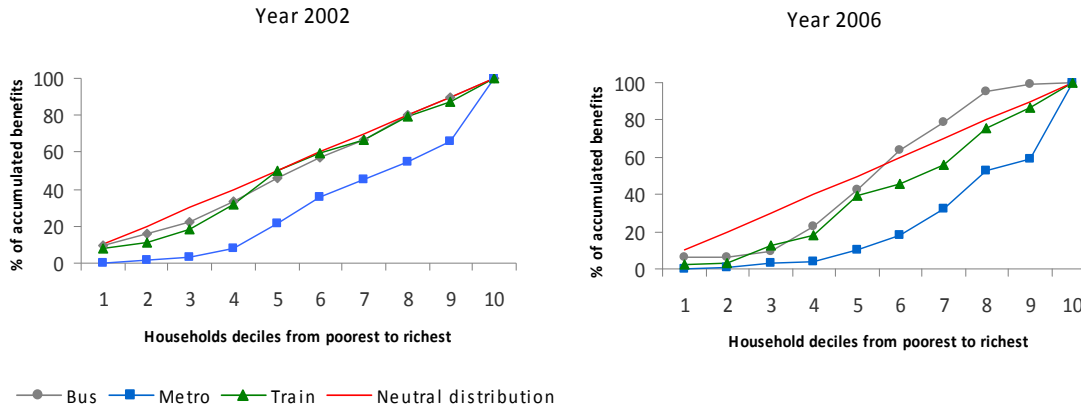 Year 2002
% of accumulated benefits
100
80
60
40
20
0
1 2 3 4 5 6 7 8 9 10
Households deciles from poorest to richest
Year 2006
% of accumulated benefits
100
80
60
40
20
0
1 2 3 4 5 6 7 8 9 10
Household deciles from poorest to richest
Bus Metro Train Neutral distribution